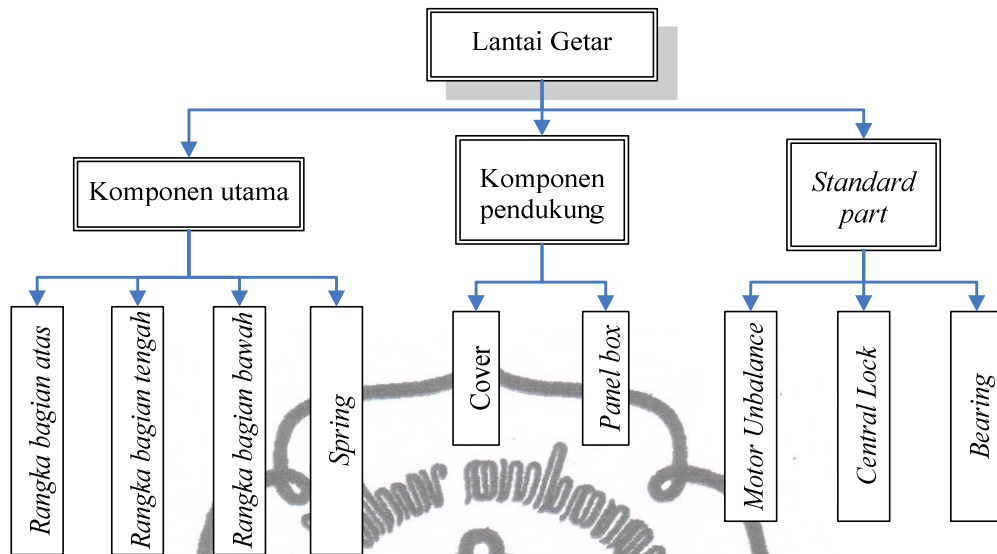 Lantai Getar
Komponen utama
Komponen
pendukung
Standard
part
Rangka bagian atas
Rangka bagian tengah
Rangka bagian bawah
Spring
Cover
Panel box
Motor Unbalance
Central Lock
Bearing